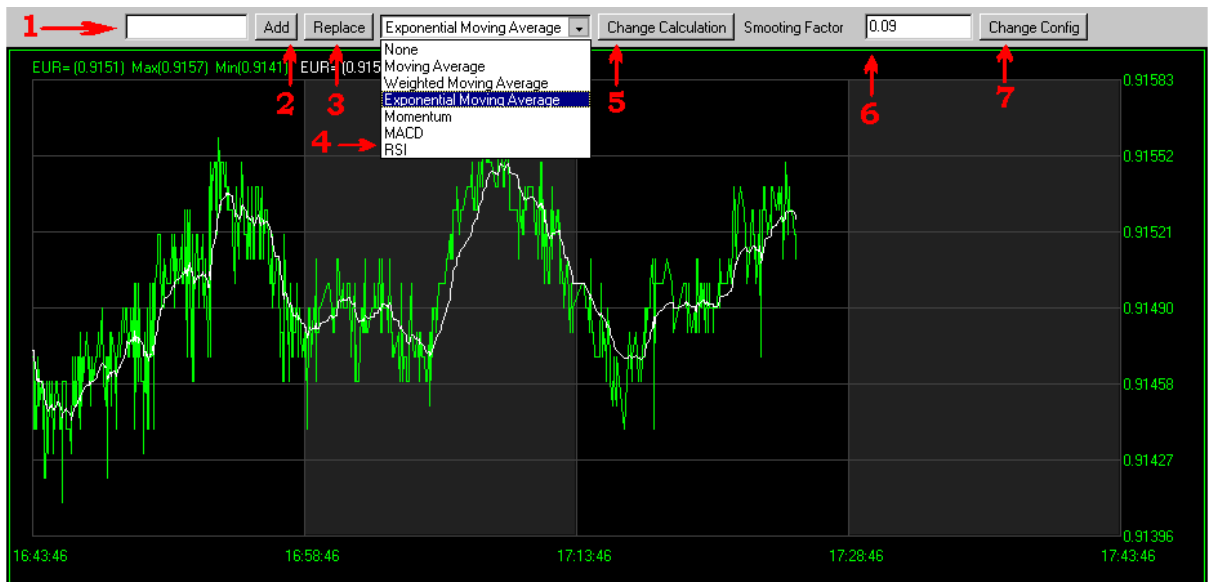 1 Add Replace Exponential Moving Average Change Calculation Smooting Factor 0.09 Change Config
None
EUR= (0.9151) Max(0.9157) Min(0.9141) EUR= (0.915 Moving Average
Weighted Moving Average
Exponential Moving Average
Momentum
MACD
RSI
2 3 4 5 6 7
0.91583
0.91552
0.91521
0.91490
0.91458
0.91427
0.91396
16:43:46 16:58:46 17:13:46 17:28:46 17:43:46